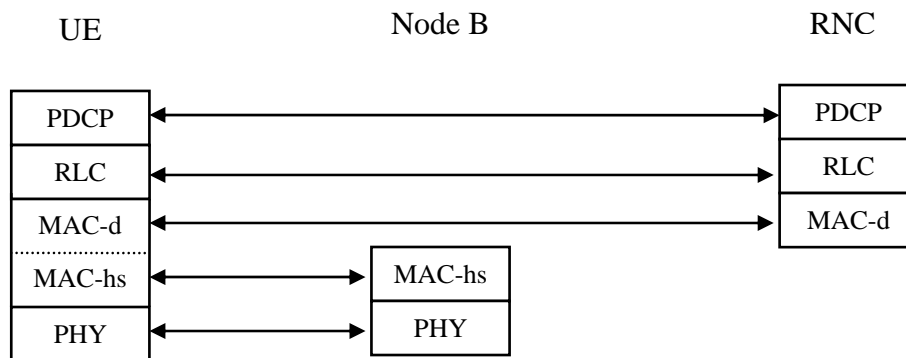 UE
Node B
RNC
PDCP
PDCP
RLC
RLC
MAC-d
MAC-d
MAC-hs
MAC-hs
PHY
PHY